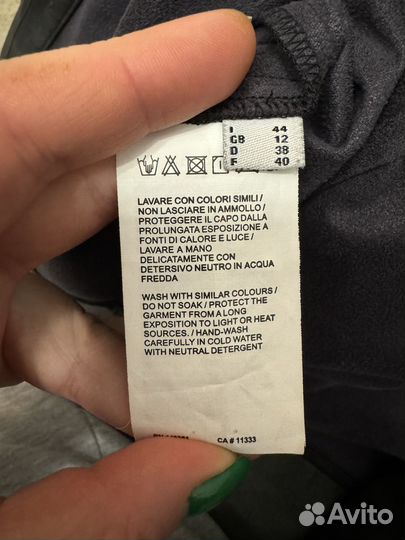 I 44
GB 12
D 38
F 40
LAVARE CON COLORI SIMILI /
NON LASCIARE IN AMMOLLO /
PROTEGGERE IL CAPO DALLA
PROLUNGATA ESPOSIZIONE A
FONTI DI CALORE E LUCE /
LAVARE A MANO
DELICATAMENTE CON
DETERSIVO NEUTRO IN ACQUA
FREDDA
WASH WITH SIMILAR COLOURS /
DO NOT SOAK / PROTECT THE
GARMENT FROM A LONG
EXPOSITION TO LIGHT OR HEAT
SOURCES. / HAND-WASH
CAREFULLY IN COLD WATER
WITH NEUTRAL DETERGENT
CA # 11333
Avito